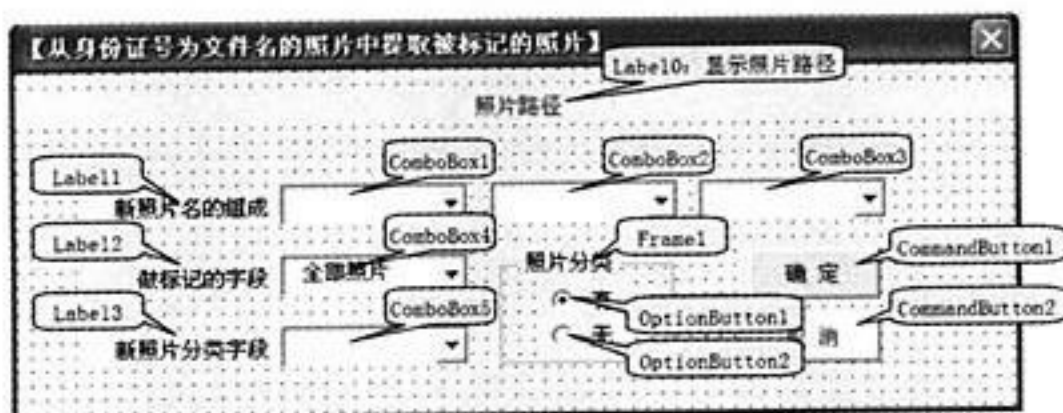 【从身份证号为文件名的照片中提取被标记的照片】
Label0：显示照片路径
照片路径
ComboBox1
ComboBox2
ComboBox3
Label1
新照片名的组成
Label2
ComboBox4
Frame1
CommandButton1
做标记的字段
全部照片
照片分类
确 定
Label3
ComboBox5
OptionButton1
CommandButton2
新照片分类字段
消
OptionButton2